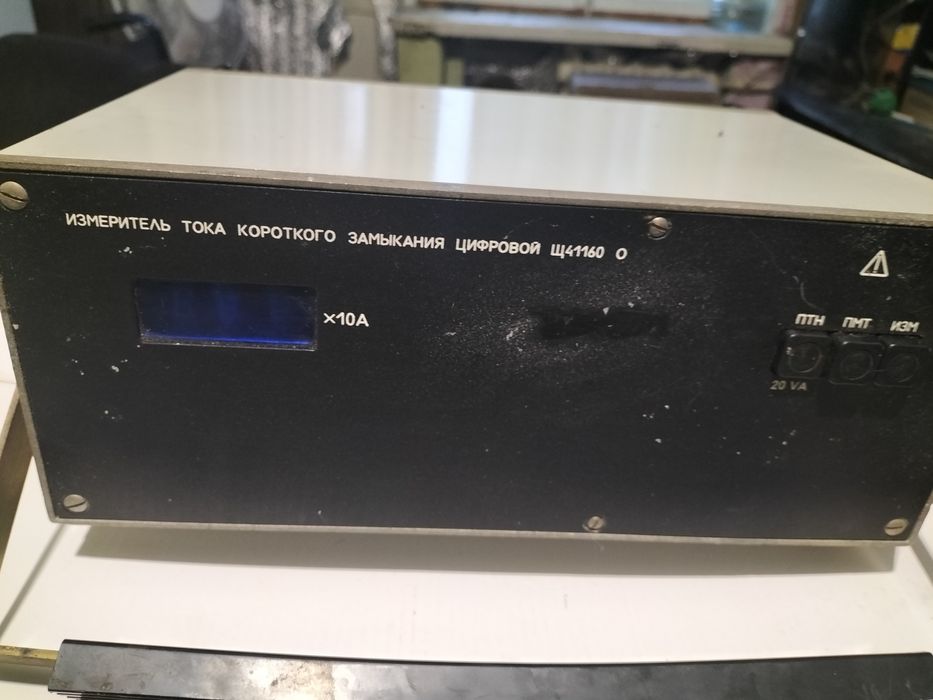 ИЗМЕРИТЕЛЬ ТОКА КОРОТКОГО ЗАМЫКАНИЯ ЦИФРОВОЙ Щ41160 О
×10А
ПТН ПМТ ИЗМ
20 VA